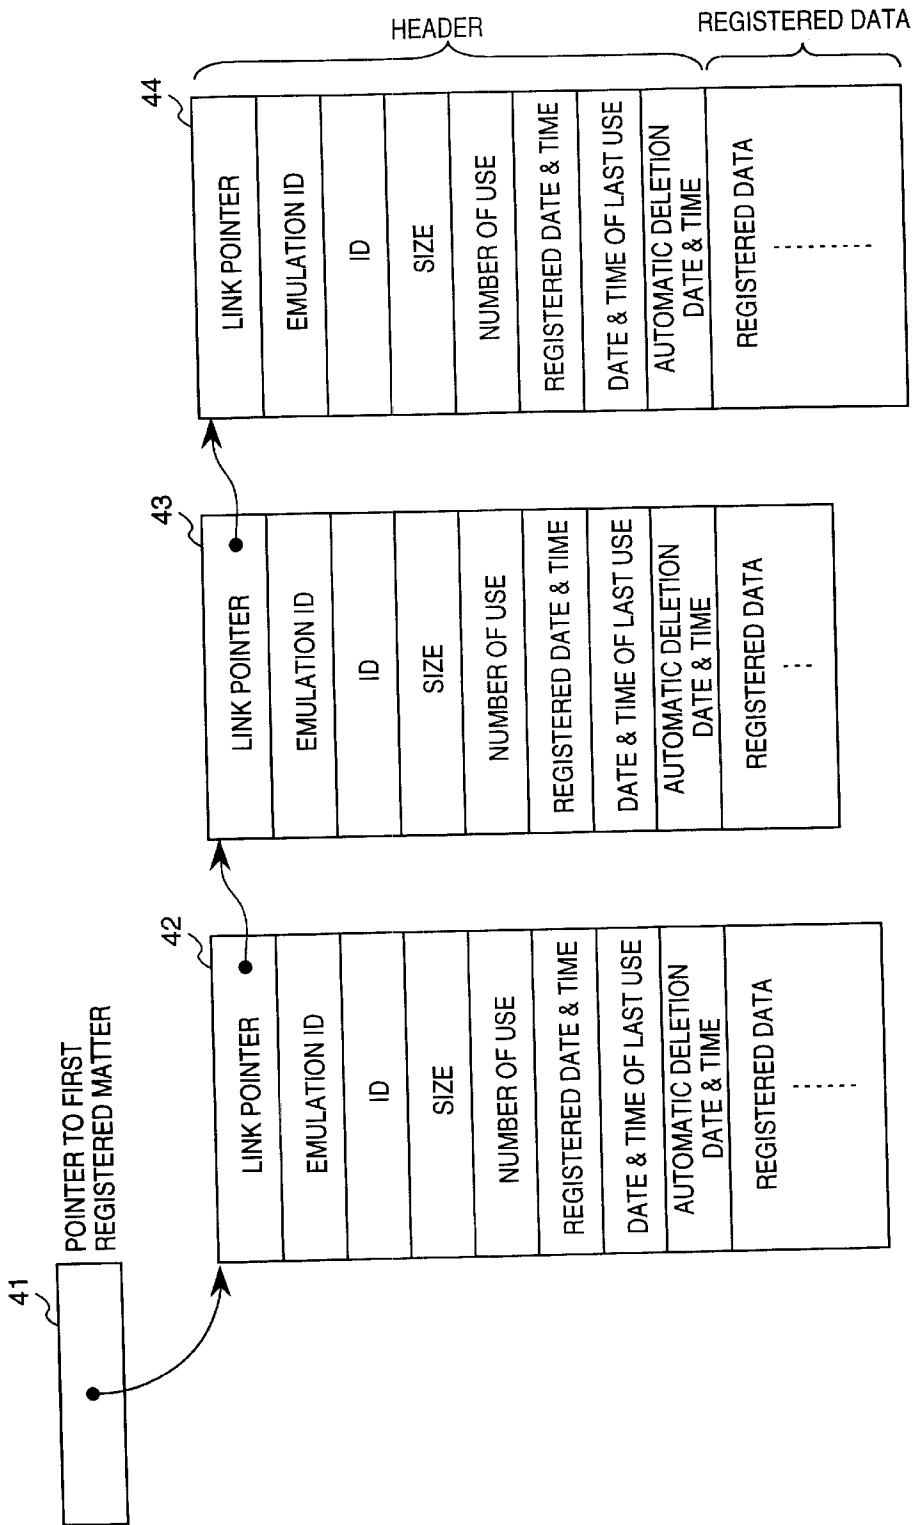 41
POINTER TO FIRST
REGISTERED MATTER
42
LINK POINTER
EMULATION ID
ID
SIZE
NUMBER OF USE
REGISTERED DATE & TIME
DATE & TIME OF LAST USE
AUTOMATIC DELETION
DATE & TIME
REGISTERED DATA
43
LINK POINTER
EMULATION ID
ID
SIZE
NUMBER OF USE
REGISTERED DATE & TIME
DATE & TIME OF LAST USE
AUTOMATIC DELETION
DATE & TIME
REGISTERED DATA
44
LINK POINTER
EMULATION ID
ID
SIZE
NUMBER OF USE
REGISTERED DATE & TIME
DATE & TIME OF LAST USE
AUTOMATIC DELETION
DATE & TIME
REGISTERED DATA
HEADER
REGISTERED DATA